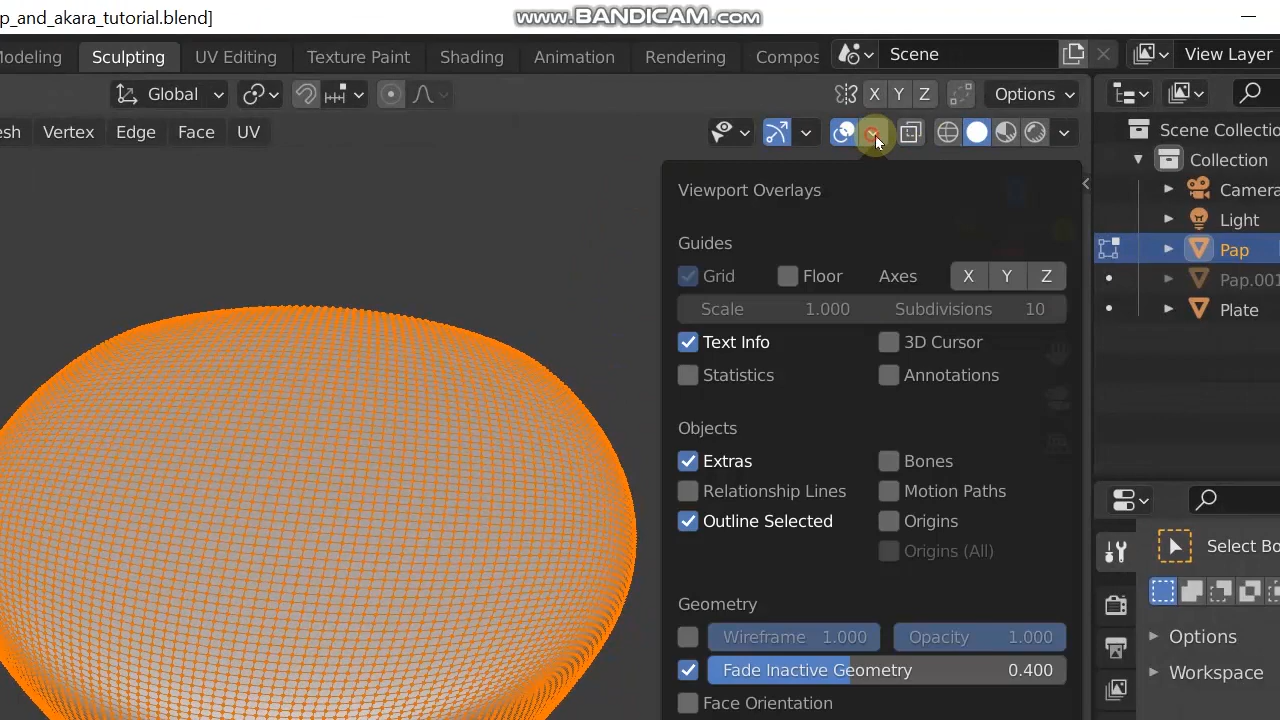 p_and_akara_tutorial.blend]
www.BANDICAM.com
Modeling Sculpting UV Editing Texture Paint Shading Animation Rendering Compos Scene View Layer
Global X Y Z Options
esh Vertex Edge Face UV
Scene Collectio
Collection
Camera
Light
Pap
Pap.001
Plate
Viewport Overlays
Guides
Grid Floor Axes X Y Z
Scale 1.000 Subdivisions 10
Text Info 3D Cursor
Statistics Annotations
Objects
Extras Bones
Relationship Lines Motion Paths
Outline Selected Origins
Origins (All)
Geometry
Wireframe 1.000 Opacity 1.000
Fade Inactive Geometry 0.400
Face Orientation
Select Bo
Options
Workspace